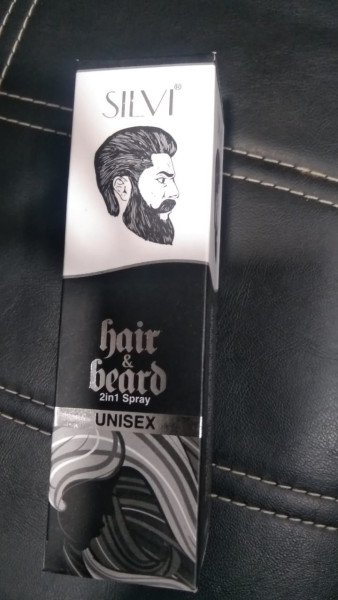 SILVI®
hair
&
beard
2in1 Spray
UNISEX